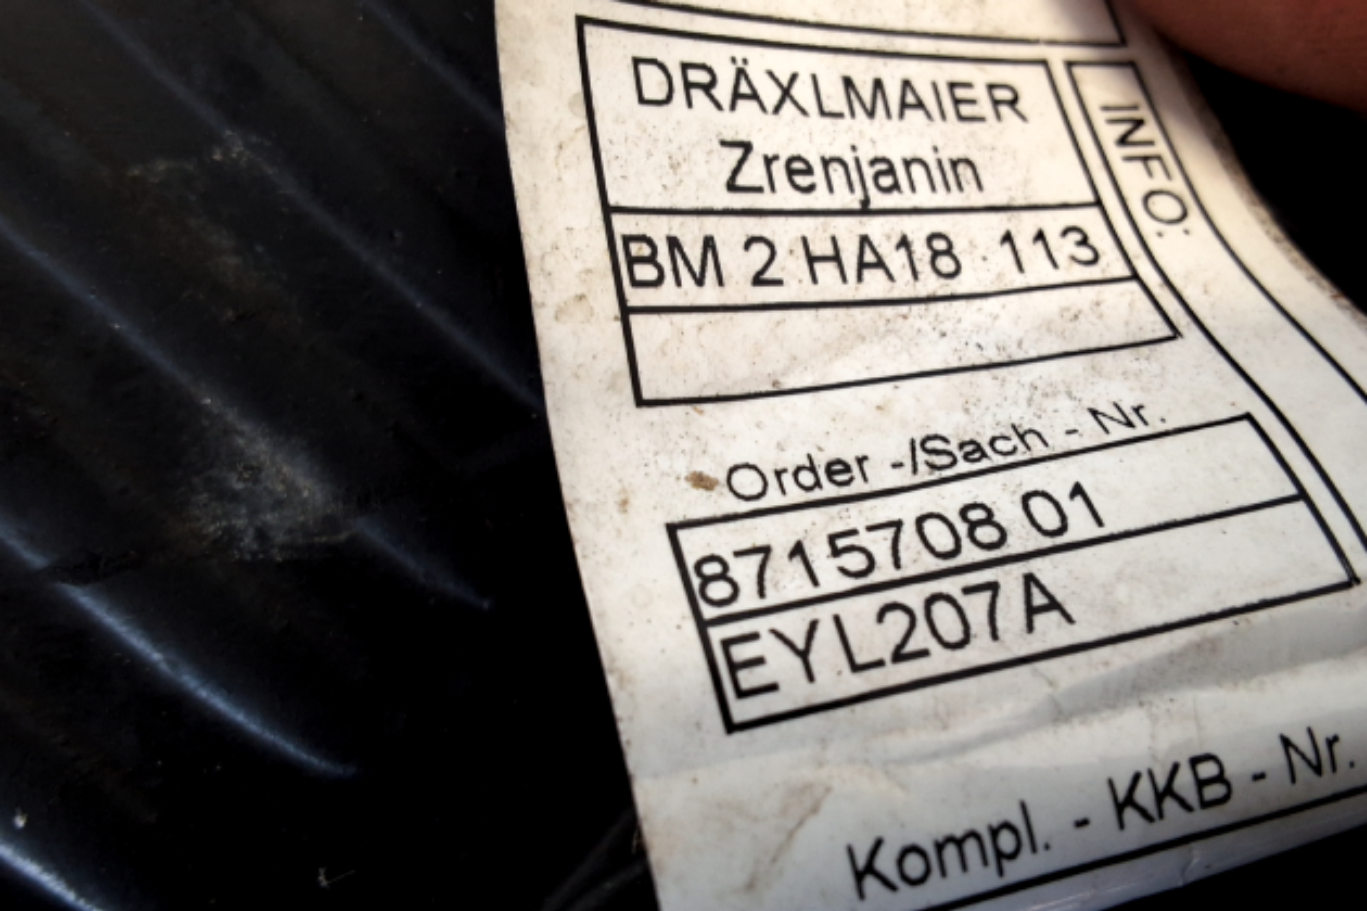 DRÄXLMAIER
Zrenjanin
BM 2 HA18 113
INFO:
Order -/Sach - Nr.
8715708 01
EYL207A
Kompl. - KKB - Nr.